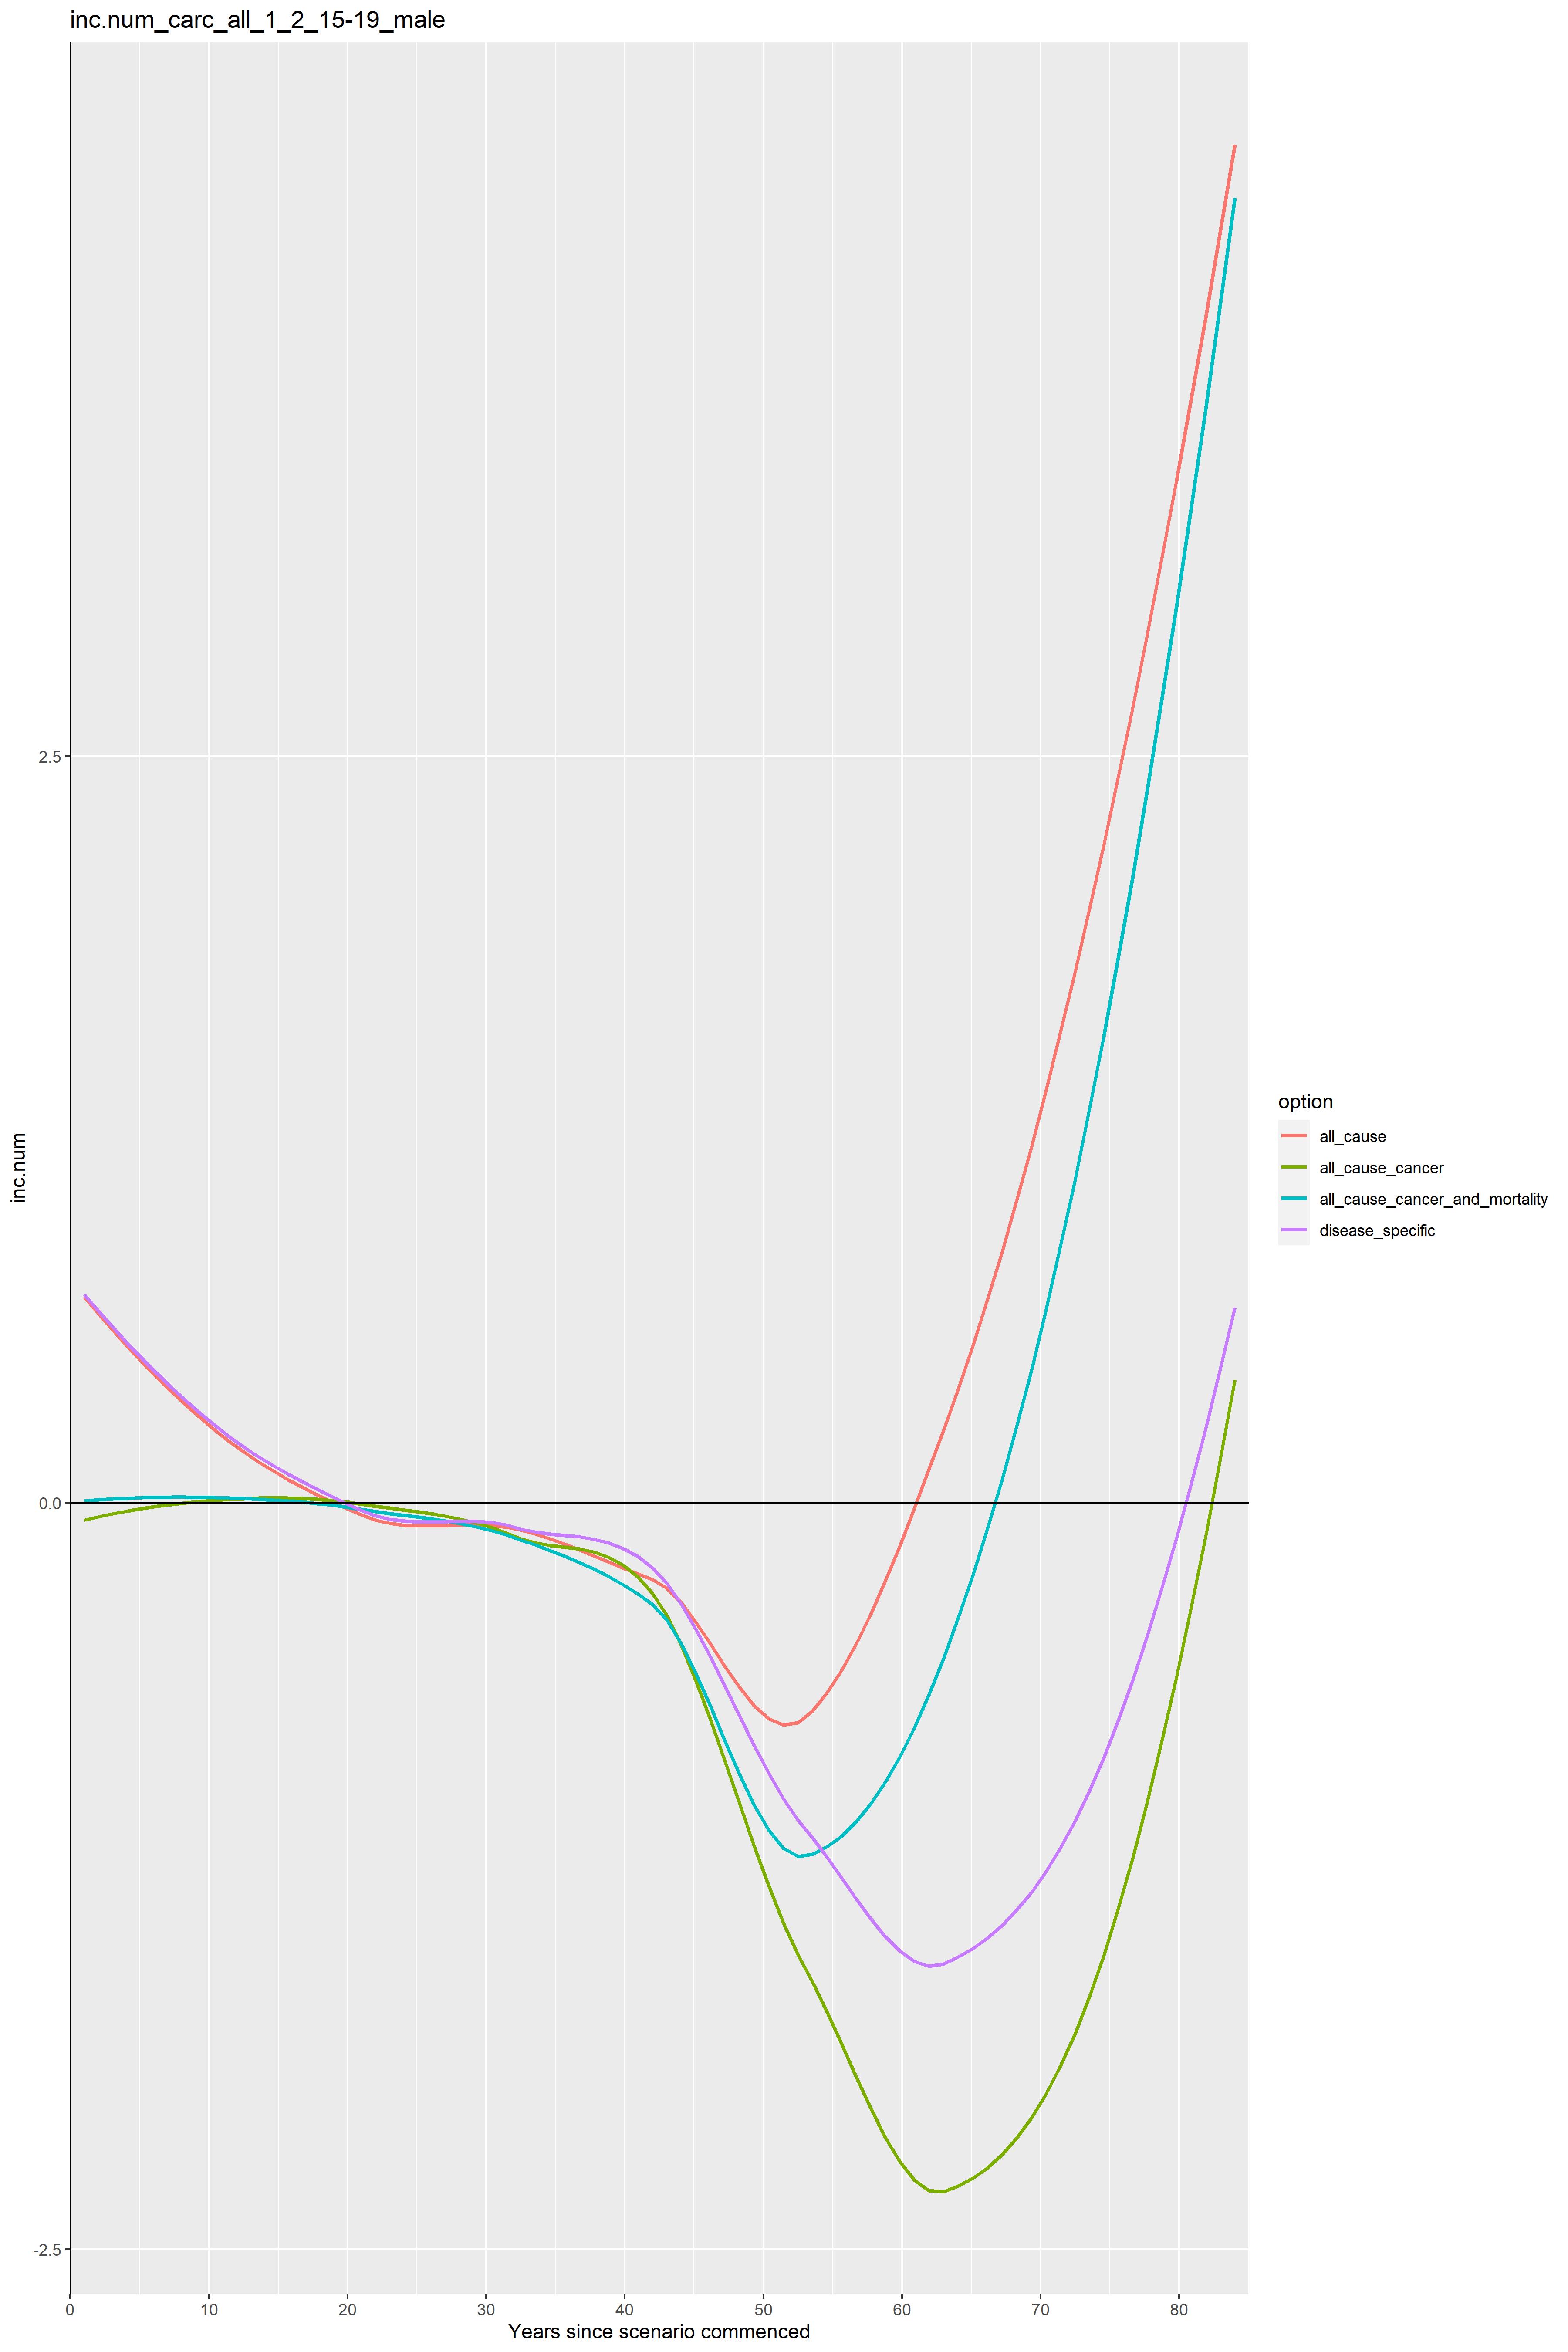 inc.num_carc_all_1_2_15-19_male
2.5
0.0
-2.5
inc.num
0 10 20 30 40 50 60 70 80
Years since scenario commenced
option
all_cause
all_cause_cancer
all_cause_cancer_and_mortality
disease_specific